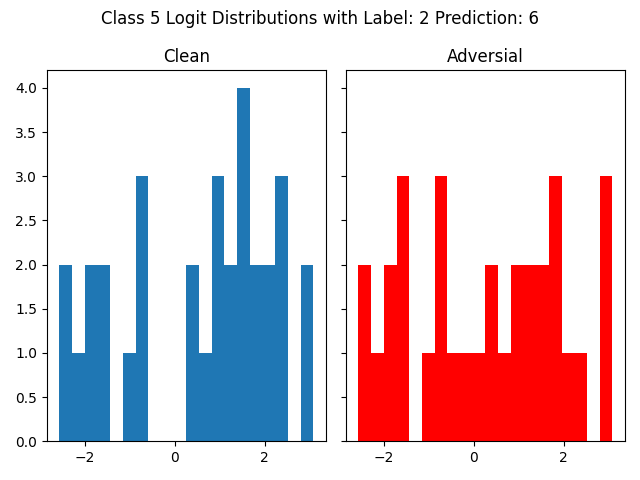 Class 5 Logit Distributions with Label: 2 Prediction: 6
Clean
Adversial
4.0
3.5
3.0
2.5
2.0
1.5
1.0
0.5
0.0
−2 0 2
−2 0 2